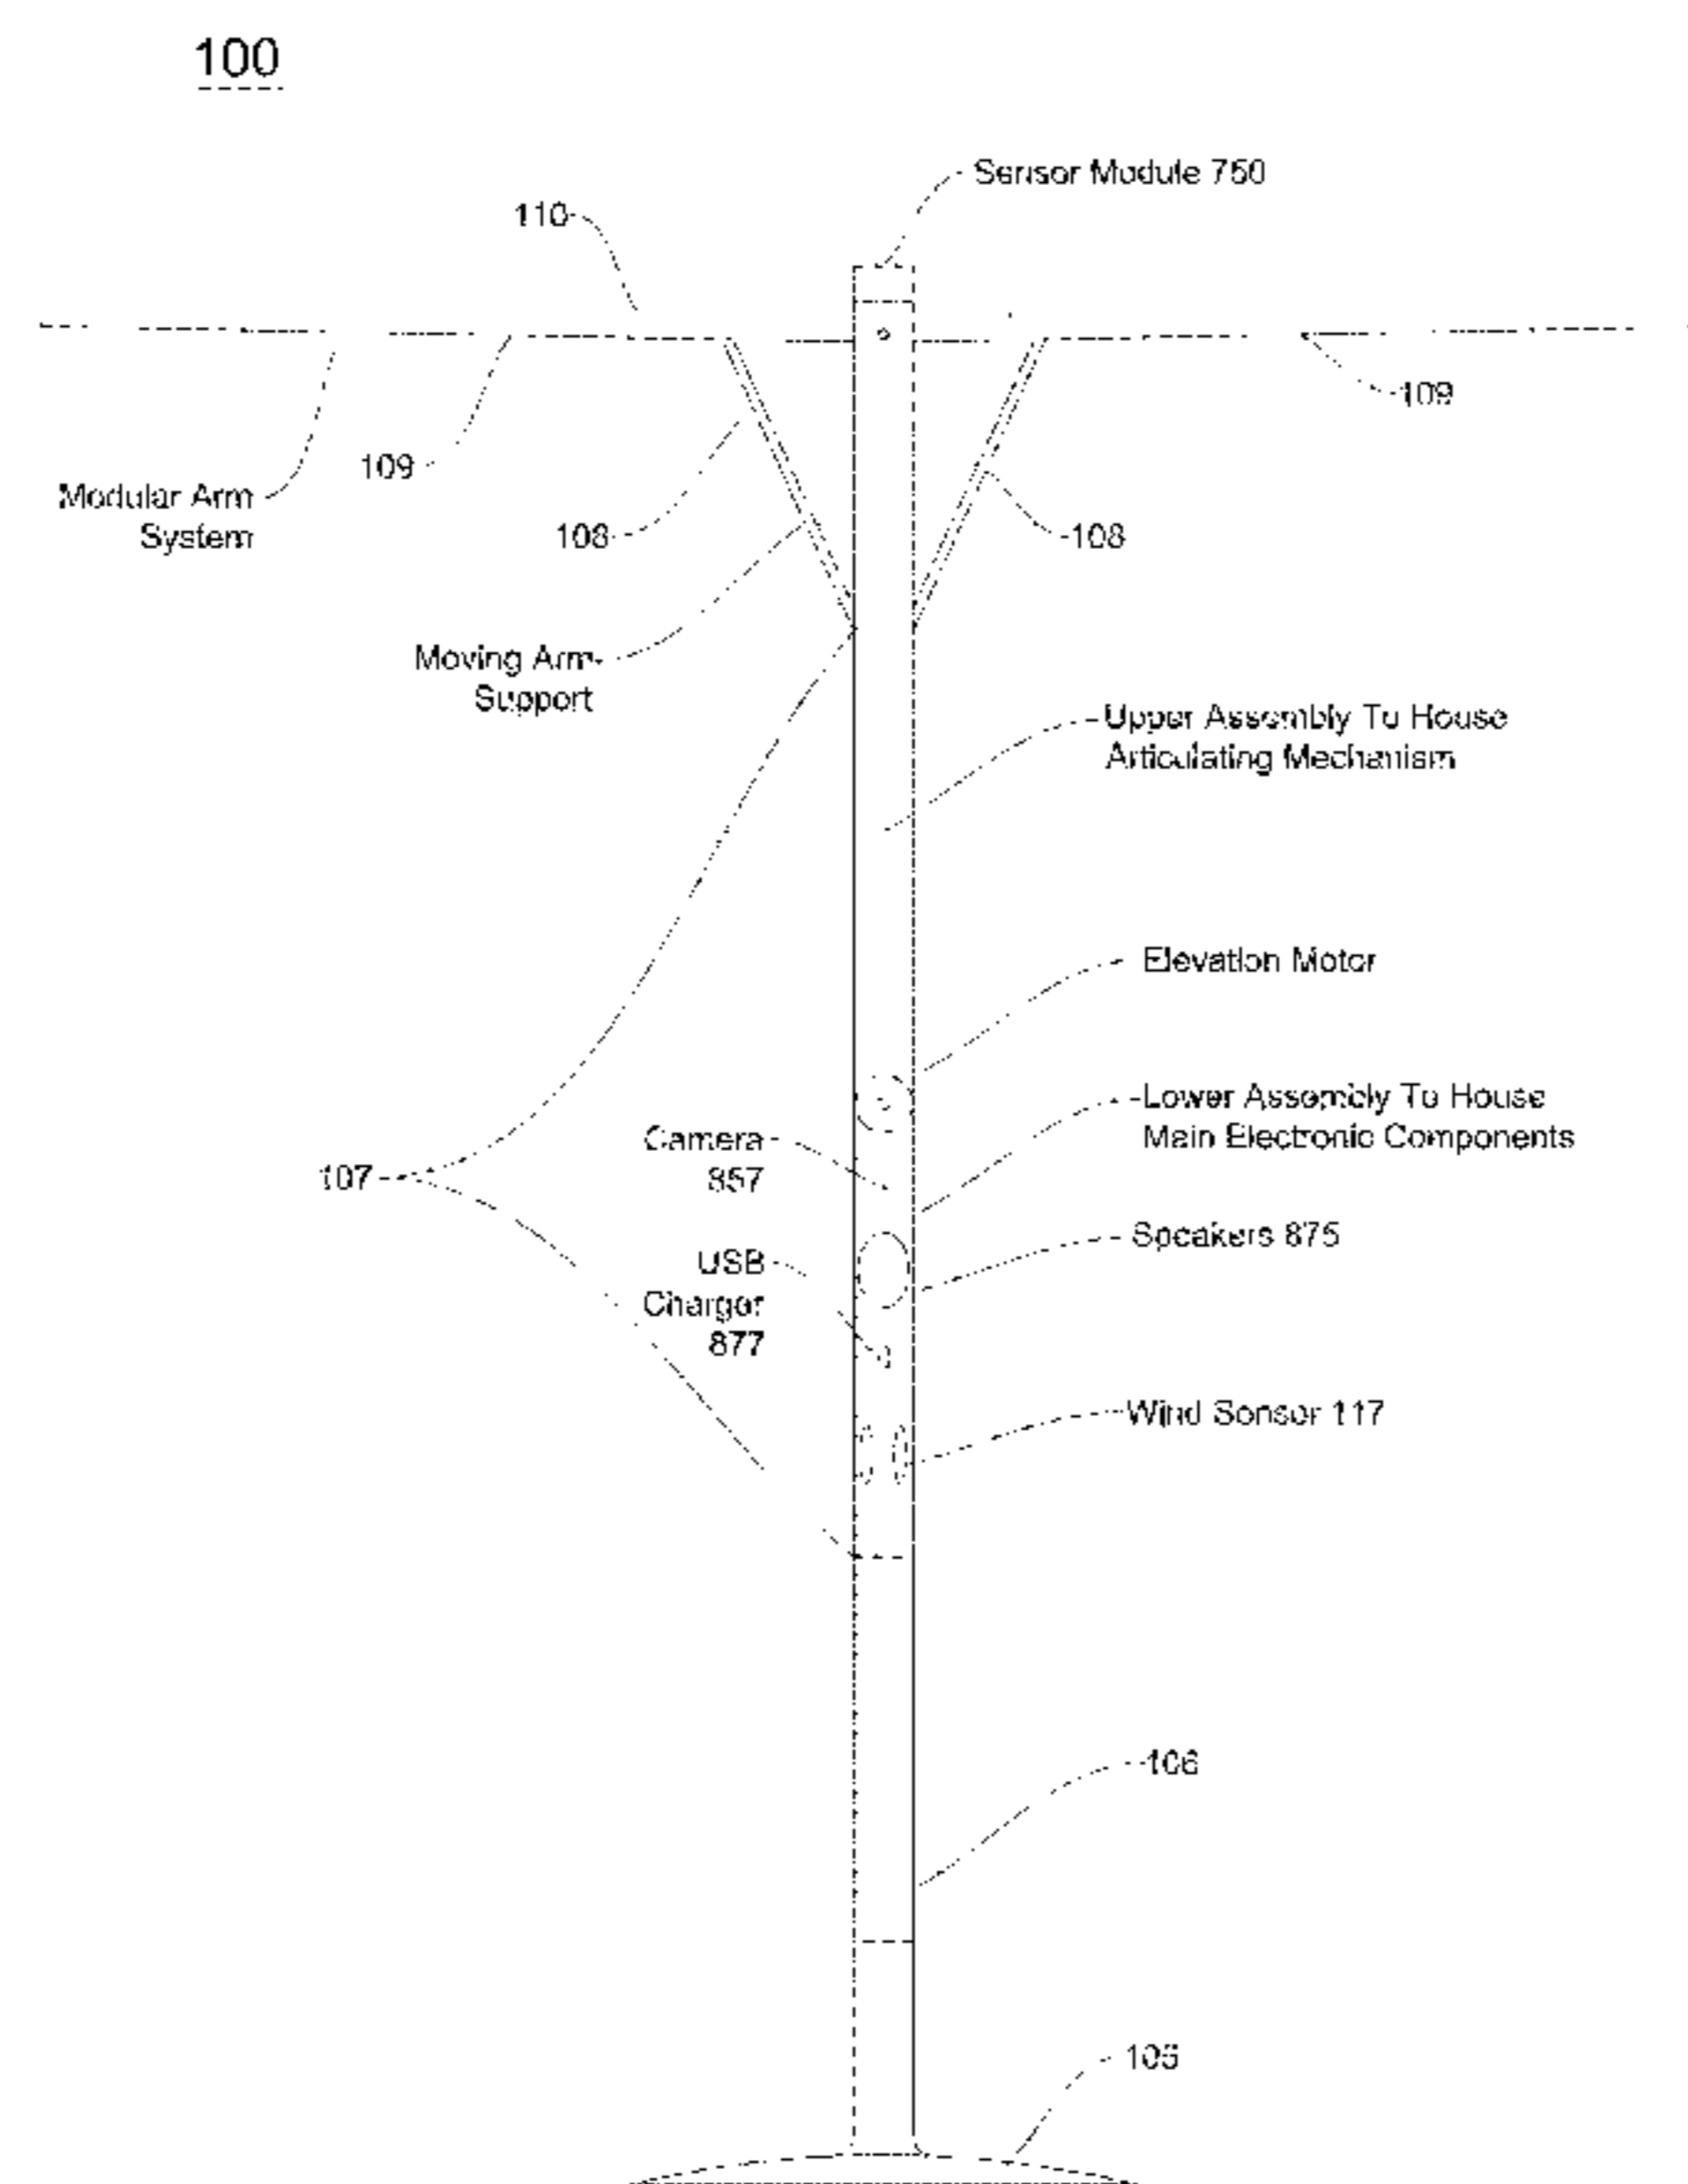 100
Sensor Module 760
110
109
109
Modular Arm
System
108
108
Moving Arm
Support
Upper Assembly To House
Articulating Mechanism
Elevation Motor
Lower Assembly To House
Main Electronic Components
Camera
857
107
Speakers 875
USB
Charger
877
Wind Sensor 117
106
105